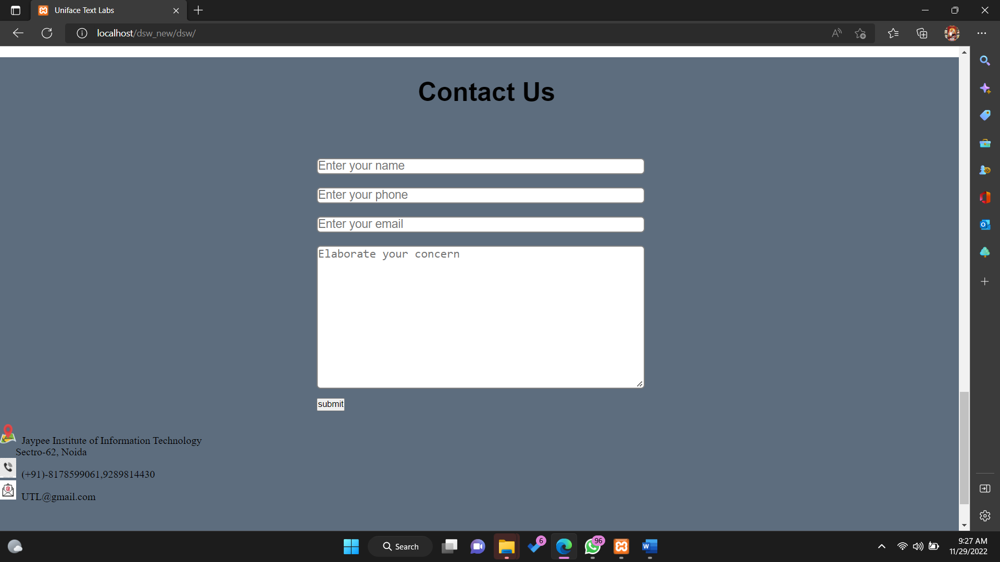 Uniface Text Labs
localhost/dsw_new/dsw/
Contact Us
Enter your name
Enter your phone
Enter your email
Elaborate your concern
submit
Jaypee Institute of Information Technology
Sectro-62, Noida
(+91)-8178599061,9289814430
UTL@gmail.com
Search
6
96
9:27 AM
11/29/2022